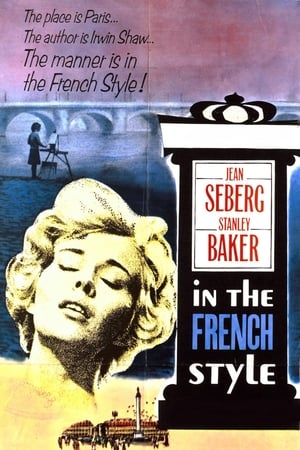 The place is Paris...
The author is Irwin Shaw...
The manner is in
the French Style!
JEAN
SEBERG
STANLEY
BAKER
in THE
FRENCH
STYLE